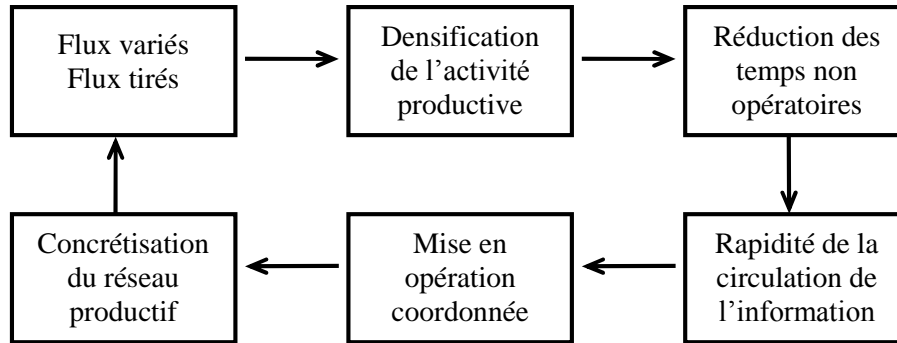 Flux variés
Flux tirés
Densification
de l’activité
productive
Réduction des
temps non
opératoires
Rapidité de la
circulation de
l’information
Mise en
opération
coordonnée
Concrétisation
du réseau
productif